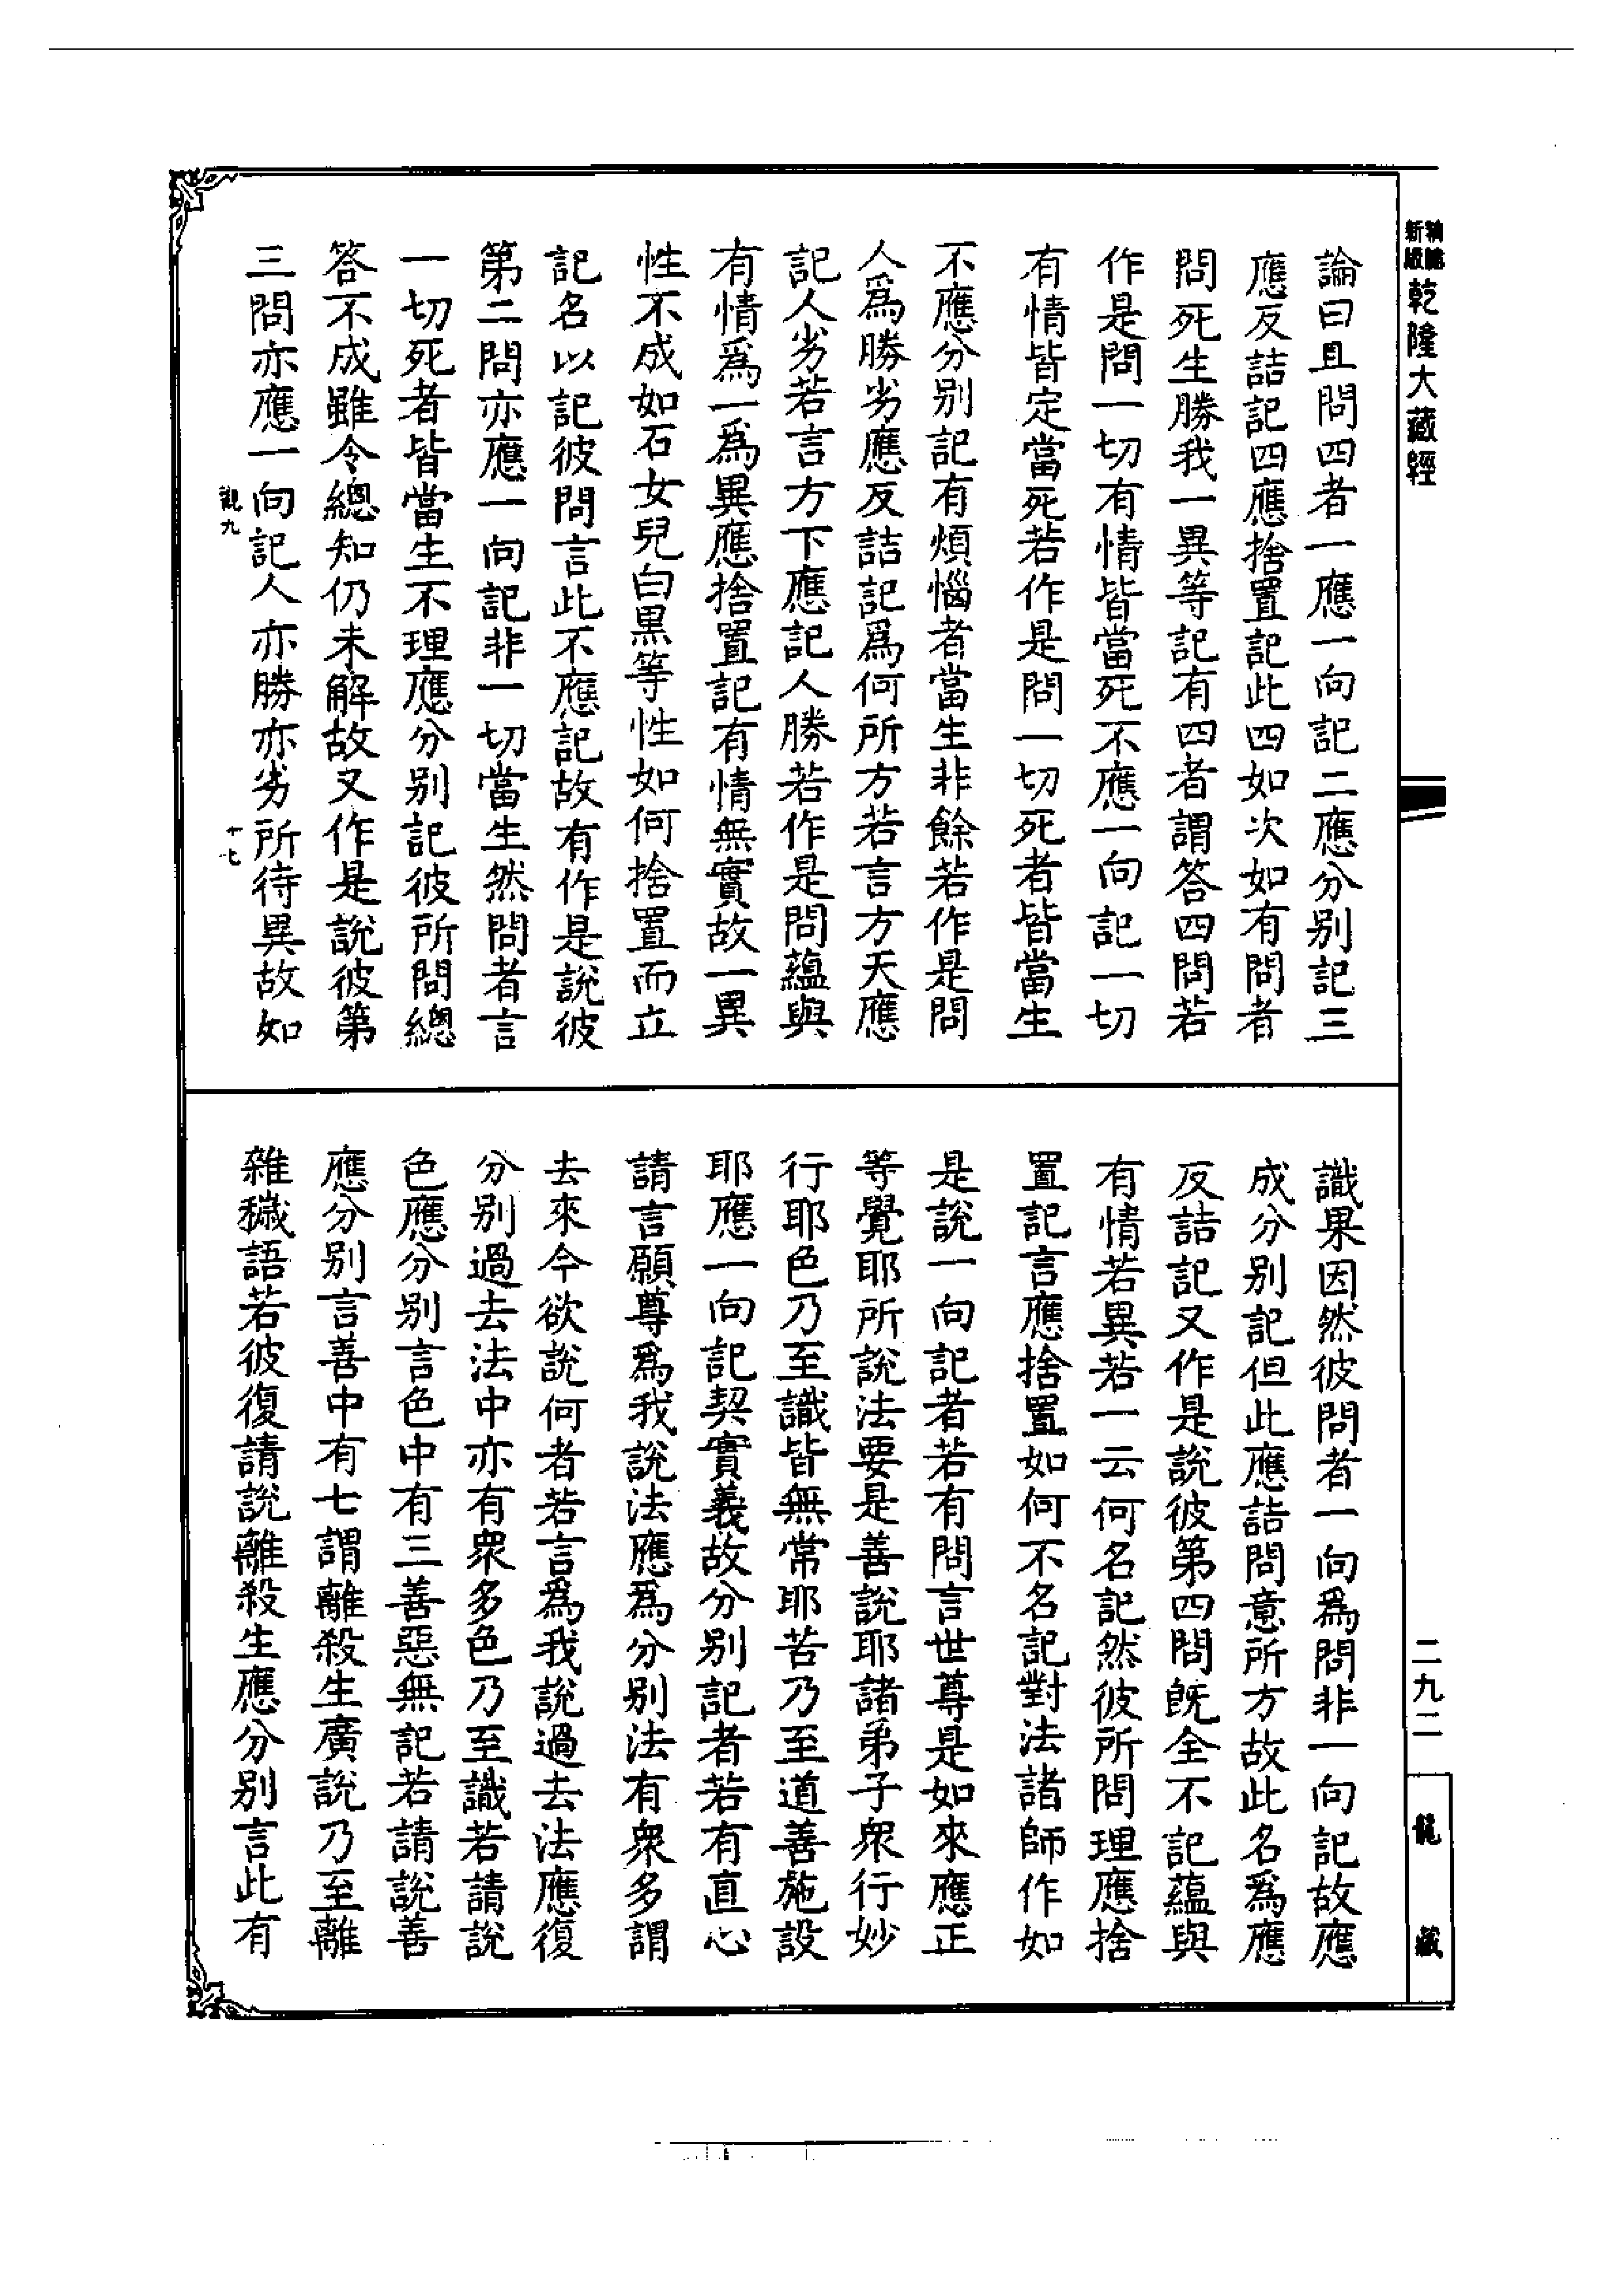 新編縮版
乾隆大藏經
論曰且問四者一應一向記二應分别記三
應反詰記四應捨置記此四如次如有問者
問死生勝我一異等記有四者謂答四問若
作是問一切有情皆當死不應一向記一切
有情皆定當死若作是問一切死者皆當生
不應分别記有煩惱者當生非餘若作是問
人爲勝劣應反詰記爲何所方若言方天應
記人劣若言方下應記人勝若作是問蘊與
有情爲一爲異應捨置記有情無實故一異
性不成如石女兒白黑等性如何捨置而立
記名以記彼問言此不應記故有作是說彼
第二問亦應一向記非一切當生然問者言
一切死者皆當生不理應分别記彼所問總
答不成雖令總知仍未解故又作是說彼第
三問亦應一向記人亦勝亦劣所待異故如
觀九
十七
識果因然彼問者一向爲問非一向記故應
成分别記但此應詰問意所方故此名爲應
反詰記又作是說彼第四問旣全不記蘊與
有情若異若一云何名記然彼所問理應捨
置記言應捨置如何不名記對法諸師作如
是說一向記者若有問言世尊是如來應正
等覺耶所說法要是善說耶諸弟子衆行妙
行耶色乃至識皆無常耶苦乃至道善施設
耶應一向記契實義故分别記者若有直心
請言願尊爲我說法應爲分别法有衆多謂
去來今欲說何者若言爲我說過去法應復
分别過去法中亦有衆多色乃至識若請說
色應分别言色中有三善惡無記若請說善
應分别言善中有七謂離殺生廣說乃至離
雜穢語若彼復請說離殺生應分别言此有
二九二
龍藏